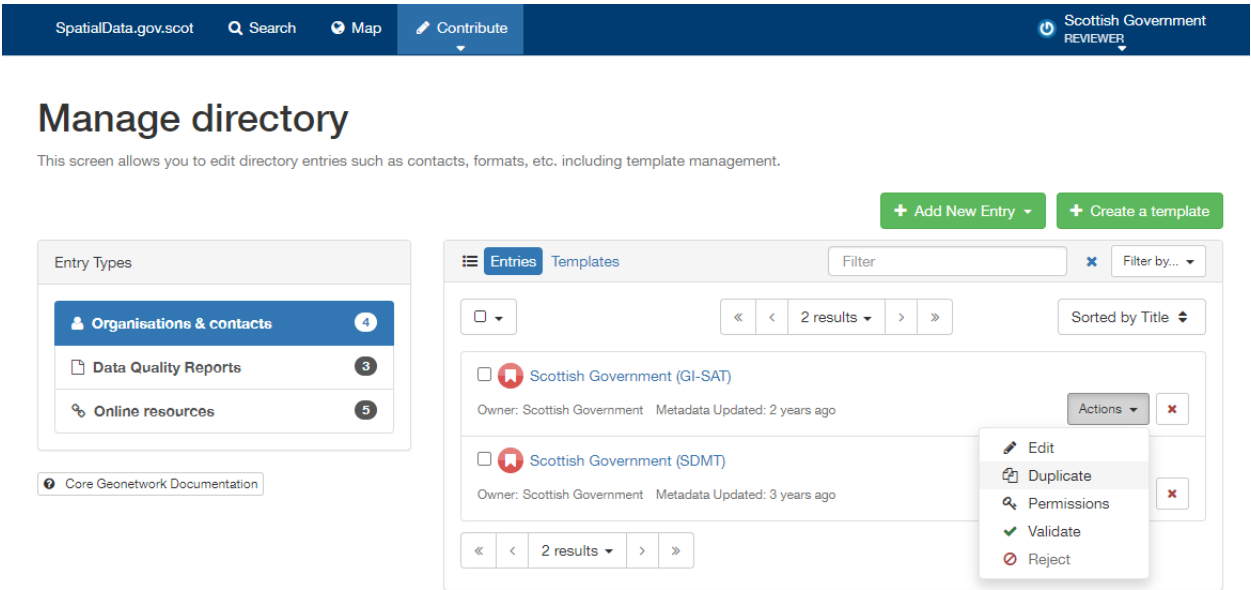 SpatialData.gov.scot Search Map Contribute Scottish Government
REVIEWER
Manage directory
This screen allows you to edit directory entries such as contacts, formats, etc. including template management.
+ Add New Entry + Create a template
Entry Types
Organisations & contacts 4
Data Quality Reports 3
Online resources 5
Core Geonetwork Documentation
Entries Templates Filter Filter by...
« < 2 results > » Sorted by Title
Scottish Government (GI-SAT)
Owner: Scottish Government Metadata Updated: 2 years ago Actions
Scottish Government (SDMT)
Owner: Scottish Government Metadata Updated: 3 years ago
Edit
Duplicate
Permissions
Validate
Reject
« < 2 results > »